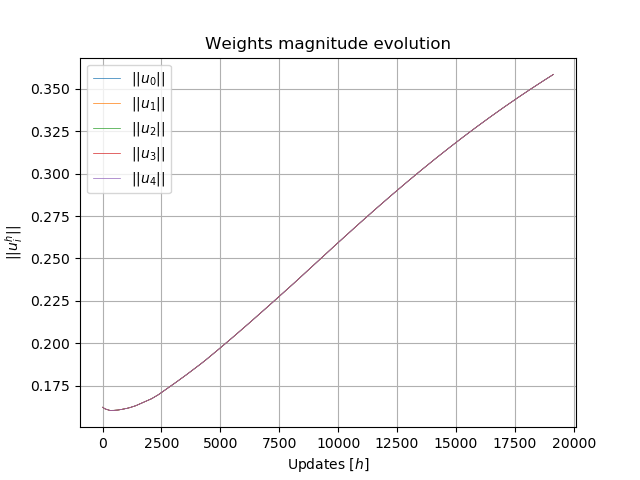 Weights magnitude evolution
||u₀||
||u₁||
||u₂||
||u₃||
||u₄||
0.350
0.325
0.300
0.275
0.250
0.225
0.200
0.175
||uᵢʰ||
0 2500 5000 7500 10000 12500 15000 17500 20000
Updates [h]